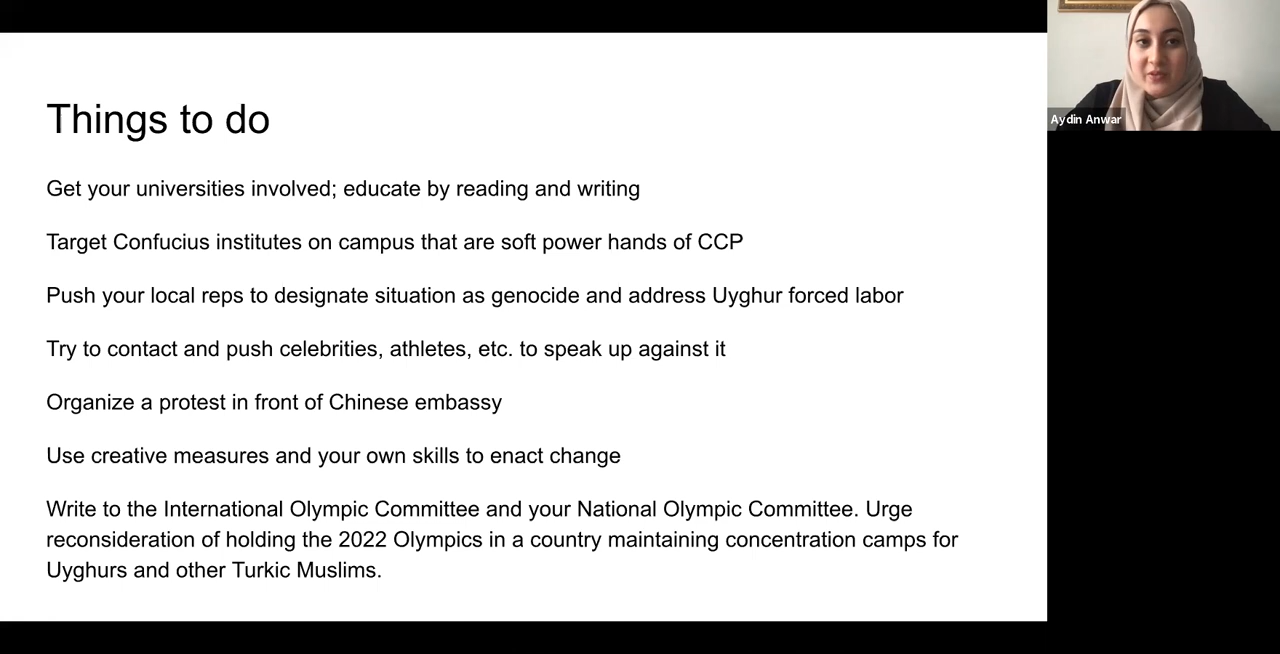 Things to do
Get your universities involved; educate by reading and writing
Target Confucius institutes on campus that are soft power hands of CCP
Push your local reps to designate situation as genocide and address Uyghur forced labor
Try to contact and push celebrities, athletes, etc. to speak up against it
Organize a protest in front of Chinese embassy
Use creative measures and your own skills to enact change
Write to the International Olympic Committee and your National Olympic Committee. Urge
reconsideration of holding the 2022 Olympics in a country maintaining concentration camps for
Uyghurs and other Turkic Muslims.
Aydin Anwar